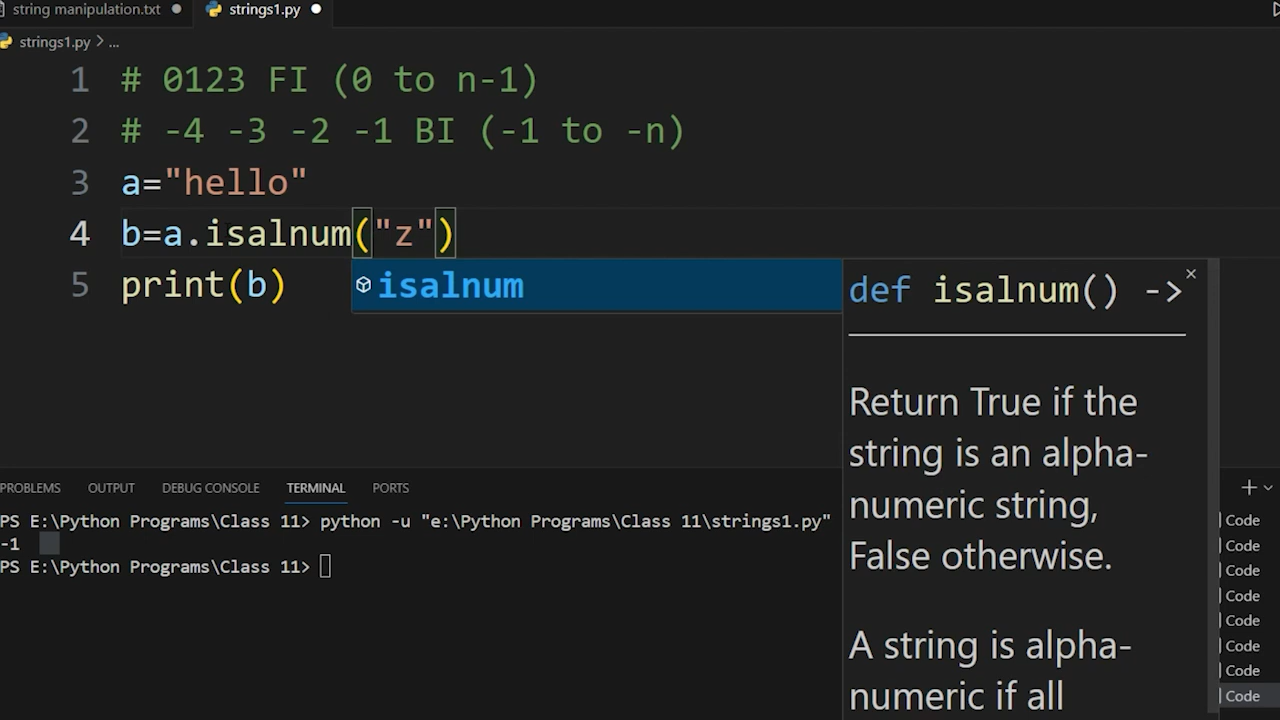 string manipulation.txt
strings1.py
strings1.py > ...
1 # 0123 FI (0 to n-1)
2 # -4 -3 -2 -1 BI (-1 to -n)
3 a="hello"
4 b=a.isalnum("z")
5 print(b)
isalnum
def isalnum() ->
Return True if the
string is an alpha-
numeric string,
False otherwise.
A string is alpha-
numeric if all
PROBLEMS OUTPUT DEBUG CONSOLE TERMINAL PORTS
PS E:\Python Programs\Class 11> python -u "e:\Python Programs\Class 11\strings1.py"
-1
PS E:\Python Programs\Class 11>
Code
Code
Code
Code
Code
Code
Code
Code